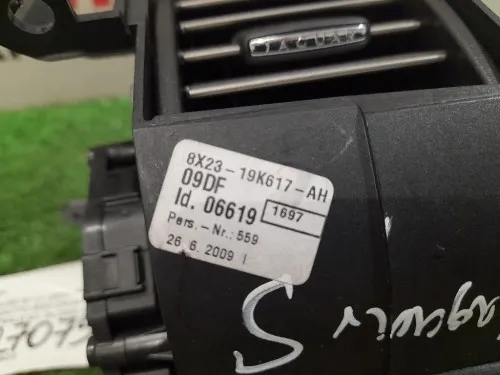 JAGUAR
8X23-19K617-AH
09DF
Id. 06619 1697
Pers.-Nr.:559
26 6. 2009 I
S